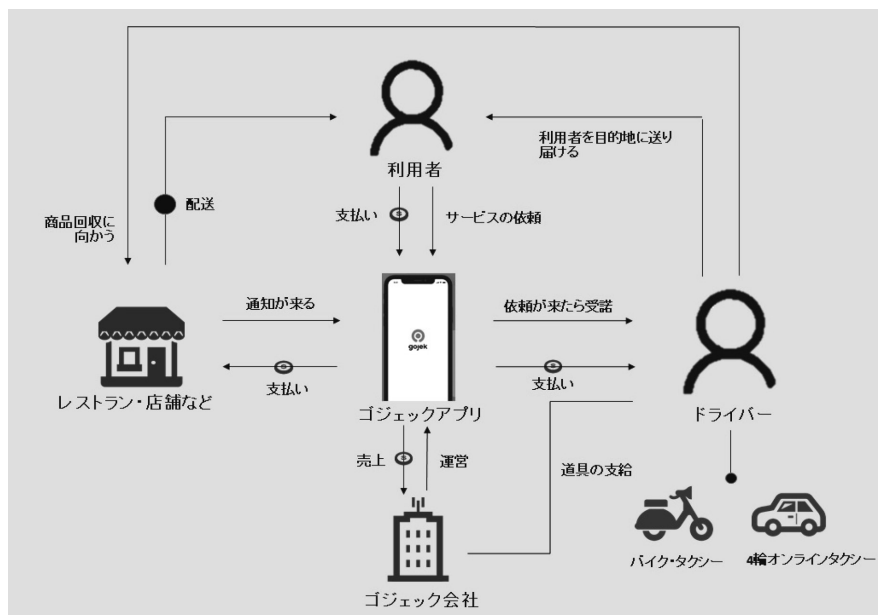 利用者を目的地に送り
届ける
利用者
配送
支払い
サービスの依頼
商品回収に
向かう
通知が来る
依頼が来たら受諾
gojek
支払い
支払い
レストラン・店舗など
ゴジェックアプリ
ドライバー
売上
運営
道具の支給
バイク・タクシー
4輪オンラインタクシー
ゴジェック会社